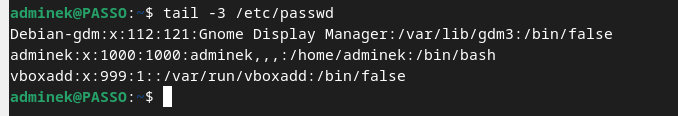 adminek@PASSO:~$ tail -3 /etc/passwd
Debian-gdm:x:112:121:Gnome Display Manager:/var/lib/gdm3:/bin/false
adminek:x:1000:1000:adminek,,,:/home/adminek:/bin/bash
vboxadd:x:999:1::/var/run/vboxadd:/bin/false
adminek@PASSO:~$